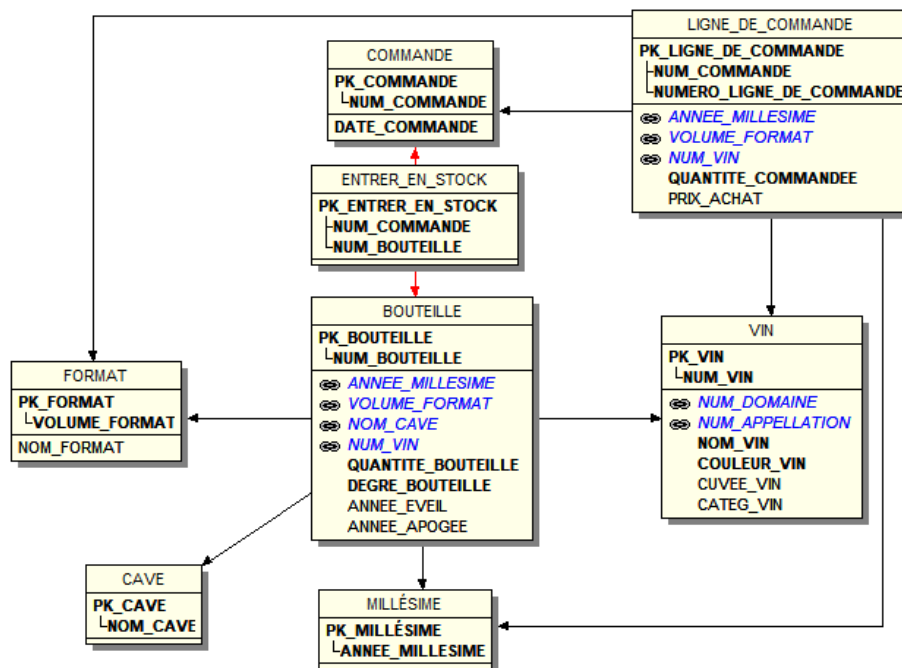 LIGNE_DE_COMMANDE
PK_LIGNE_DE_COMMANDE
NUM_COMMANDE
NUMERO_LIGNE_DE_COMMANDE
ANNEE_MILLESIME
VOLUME_FORMAT
NUM_VIN
QUANTITE_COMMANDEE
PRIX_ACHAT
COMMANDE
PK_COMMANDE
NUM_COMMANDE
DATE_COMMANDE
ENTRER_EN_STOCK
PK_ENTRER_EN_STOCK
NUM_COMMANDE
NUM_BOUTEILLE
BOUTEILLE
PK_BOUTEILLE
NUM_BOUTEILLE
ANNEE_MILLESIME
VOLUME_FORMAT
NOM_CAVE
NUM_VIN
QUANTITE_BOUTEILLE
DEGRE_BOUTEILLE
ANNEE_EVEIL
ANNEE_APOGEE
VIN
PK_VIN
NUM_VIN
NUM_DOMAINE
NUM_APPELLATION
NOM_VIN
COULEUR_VIN
CUVEE_VIN
CATEG_VIN
FORMAT
PK_FORMAT
VOLUME_FORMAT
NOM_FORMAT
CAVE
PK_CAVE
NOM_CAVE
MILLÉSIME
PK_MILLÉSIME
ANNEE_MILLESIME